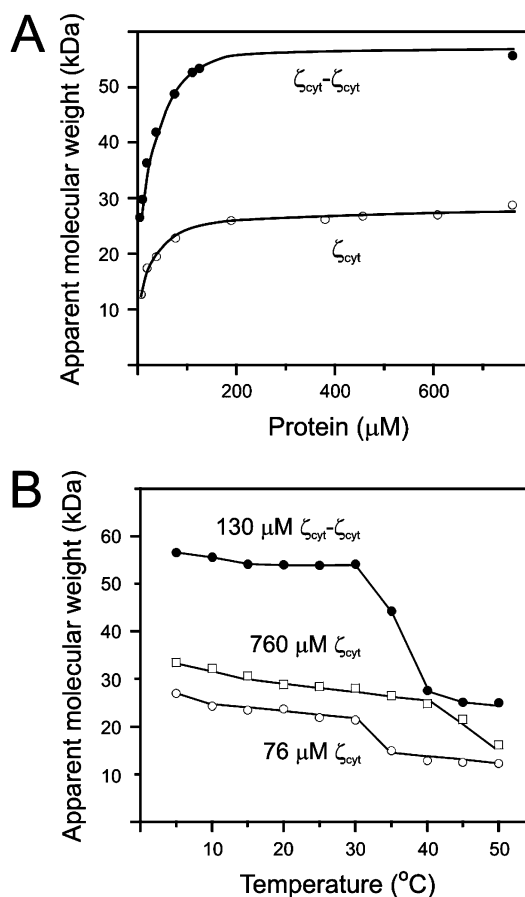 A
Apparent molecular weight (kDa)
50
40
30
20
10
ζcyt-ζcyt
ζcyt
200
400
600
Protein (μM)
B
Apparent molecular weight (kDa)
60
50
40
30
20
10
130 μM ζcyt-ζcyt
760 μM ζcyt
76 μM ζcyt
10
20
30
40
50
Temperature (°C)